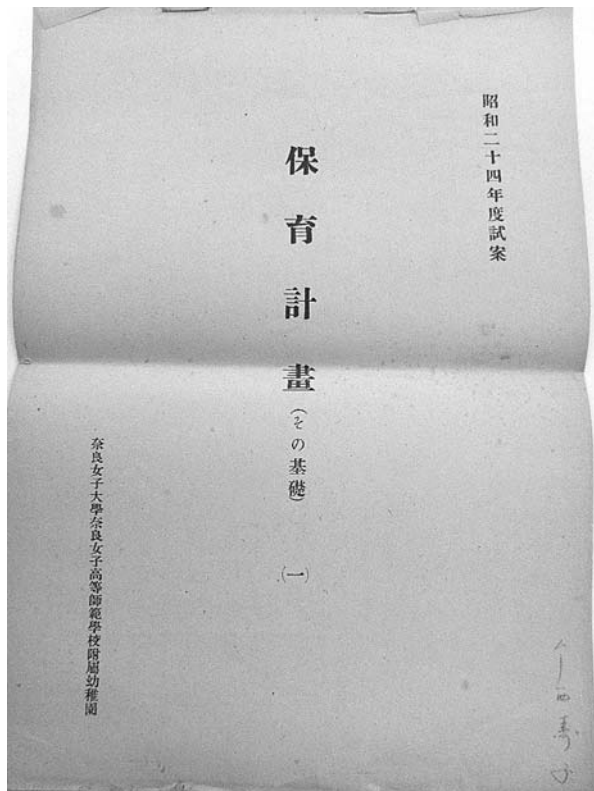 昭和二十四年度試案
保育計畫（その基礎）（一）
奈良女子大學奈良女子高等師範學校附屬幼稚園